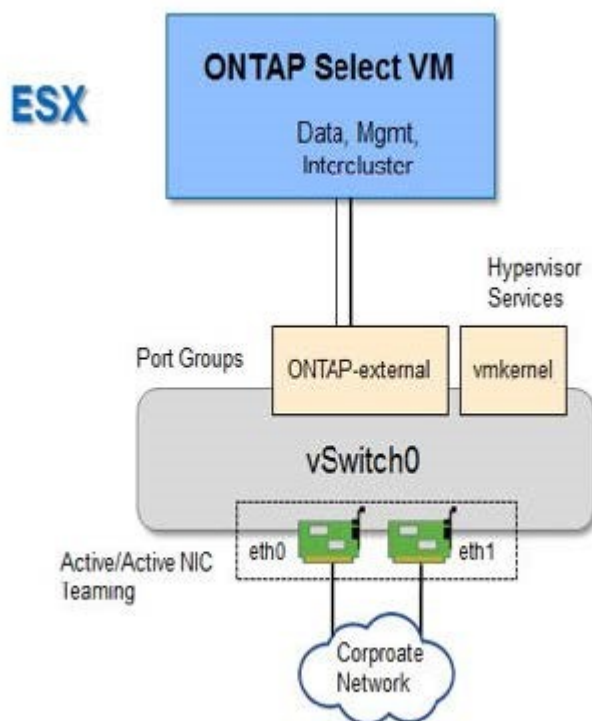 ESX
ONTAP Select VM
Data, Mgmt,
Intercluster
Hypervisor
Services
Port Groups
ONTAP-external
vmkernel
vSwitch0
eth0
eth1
Active/Active NIC
Teaming
Corproate
Network